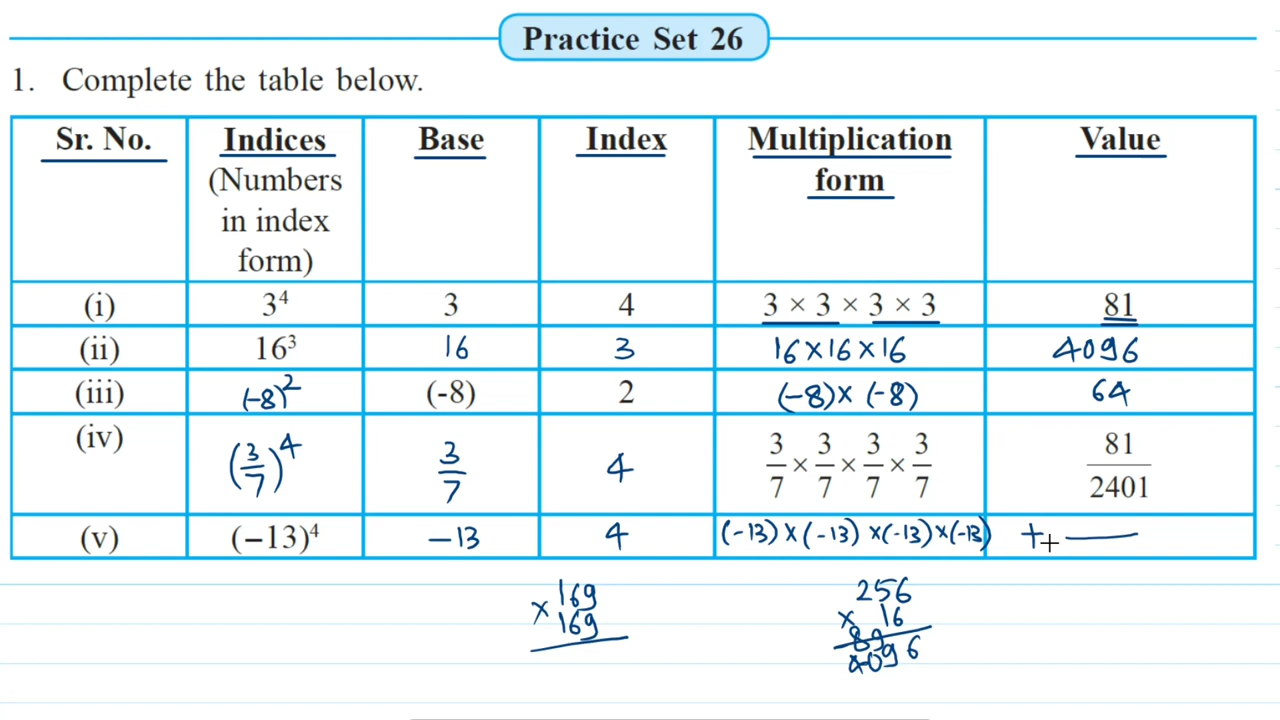 Practice Set 26
1. Complete the table below.
Sr. No. Indices (Numbers in index form) Base Index Multiplication form Value
(i) 3⁴ 3 4 3 × 3 × 3 × 3 81
(ii) 16³ 16 3 16 × 16 × 16 4096
(iii) (-8)² (-8) 2 (-8) × (-8) 64
(iv) (3/7)⁴ 3/7 4 3/7 × 3/7 × 3/7 × 3/7 81/2401
(v) (−13)⁴ −13 4 (-13) × (-13) × (-13) × (-13) +
169
× 169
256
× 16
4096